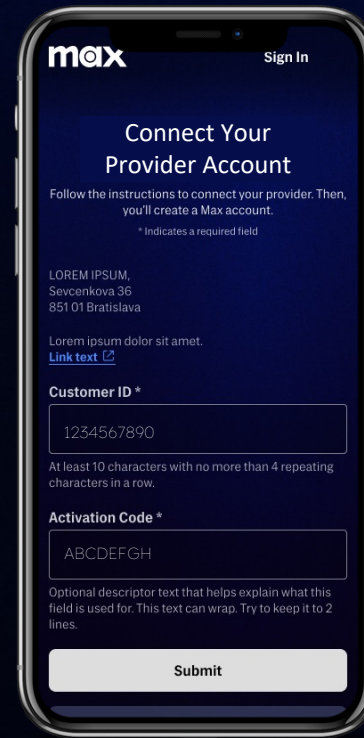 max
Sign In
Connect Your
Provider Account
Follow the instructions to connect your provider. Then,
you'll create a Max account.
* Indicates a required field
LOREM IPSUM,
Sevcenkova 36
851 01 Bratislava
Lorem ipsum dolor sit amet.
Link text
Customer ID *
1234567890
At least 10 characters with no more than 4 repeating
characters in a row.
Activation Code *
ABCDEFGH
Optional descriptor text that helps explain what this
field is used for. This text can wrap. Try to keep it to 2
lines.
Submit